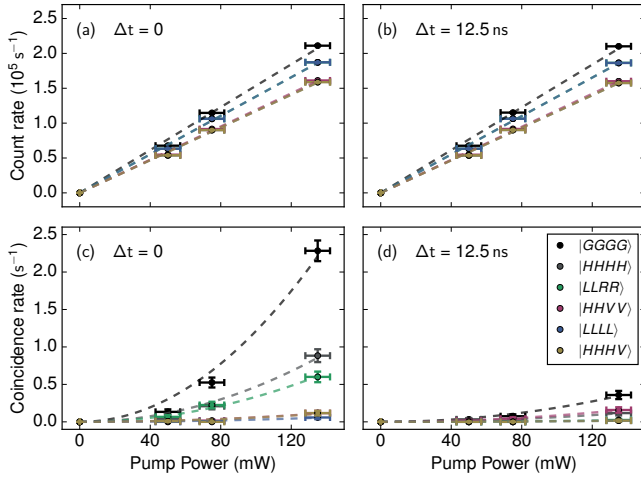 (a) Δt = 0
(b) Δt = 12.5 ns
Count rate (10⁵ s⁻¹)
2.0
1.5
1.0
0.5
0.0
(c) Δt = 0
(d) Δt = 12.5 ns
Coincidence rate (s⁻¹)
2.5
2.0
1.5
1.0
0.5
0.0
|GGGG⟩
|HHHH⟩
|LLRR⟩
|HHVV⟩
|LLLL⟩
|HHHV⟩
0 40 80 120
0 40 80 120
Pump Power (mW)
Pump Power (mW)